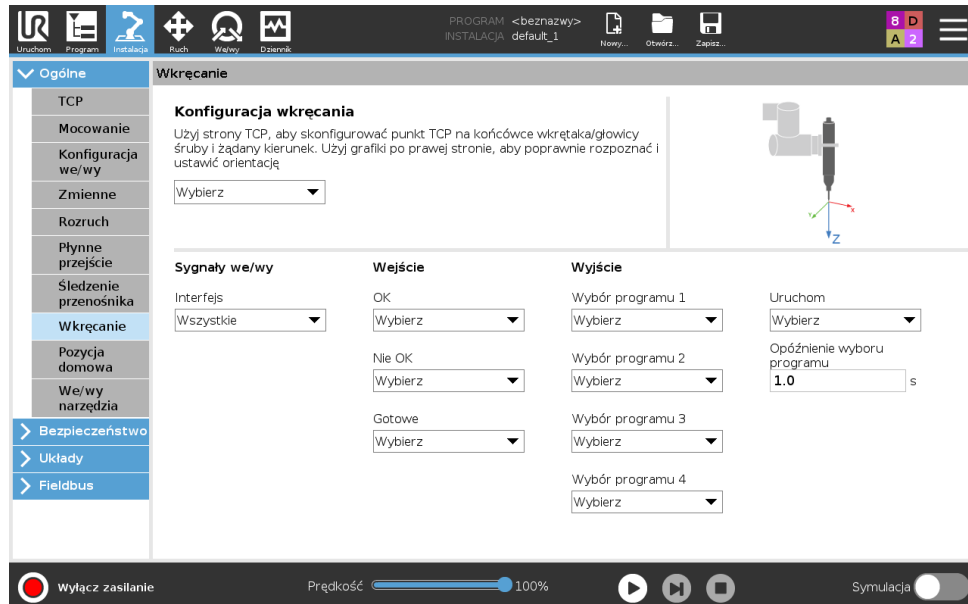 PROGRAM <beznazwy>
INSTALACJA default_1
Uruchom Program Instalacja Ruch We/wy Dziennik Nowy... Otwórz... Zapisz...
8 D
A 2
Ogólne
TCP
Mocowanie
Konfiguracja
we/wy
Zmienne
Rozruch
Płynne
przejście
Śledzenie
przenośnika
Wkręcanie
Pozycja
domowa
We/wy
narzędzia
Bezpieczeństwo
Układy
Fieldbus
Wkręcanie
Konfiguracja wkręcania
Użyj strony TCP, aby skonfigurować punkt TCP na końcówce wkrętaka/głowicy
śruby i żądany kierunek. Użyj grafiki po prawej stronie, aby poprawnie rozpoznać i
ustawić orientację
Wybierz
Y X
Z
Sygnały we/wy Wejście Wyjście
Interfejs OK Wybór programu 1 Uruchom
Wszystkie Wybierz Wybierz Wybierz
Nie OK Wybór programu 2 Opóźnienie wyboru
programu
Wybierz Wybierz 1.0 s
Gotowe Wybór programu 3
Wybierz Wybierz
Wybór programu 4
Wybierz
Wyłącz zasilanie Prędkość 100% Symulacja